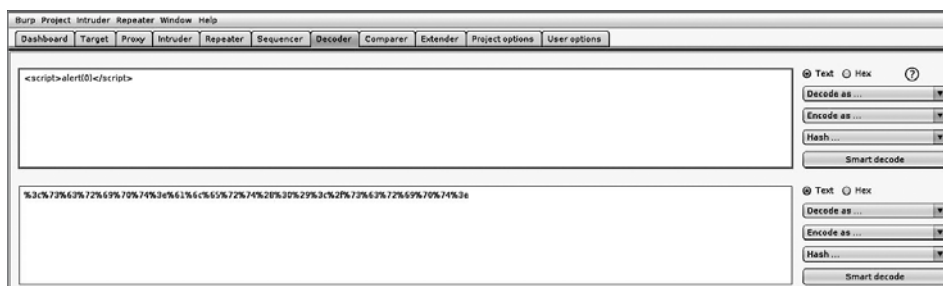 Burp Project Intruder Repeater Window Help
Dashboard Target Proxy Intruder Repeater Sequencer Decoder Comparer Extender Project options User options
<script>alert(0)</script>
Text Hex ?
Decode as ...
Encode as ...
Hash ...
Smart decode
%3c%73%63%72%69%70%74%3e%61%6c%65%72%74%28%30%29%3c%2f%73%63%72%69%70%74%3e
Text Hex
Decode as ...
Encode as ...
Hash ...
Smart decode